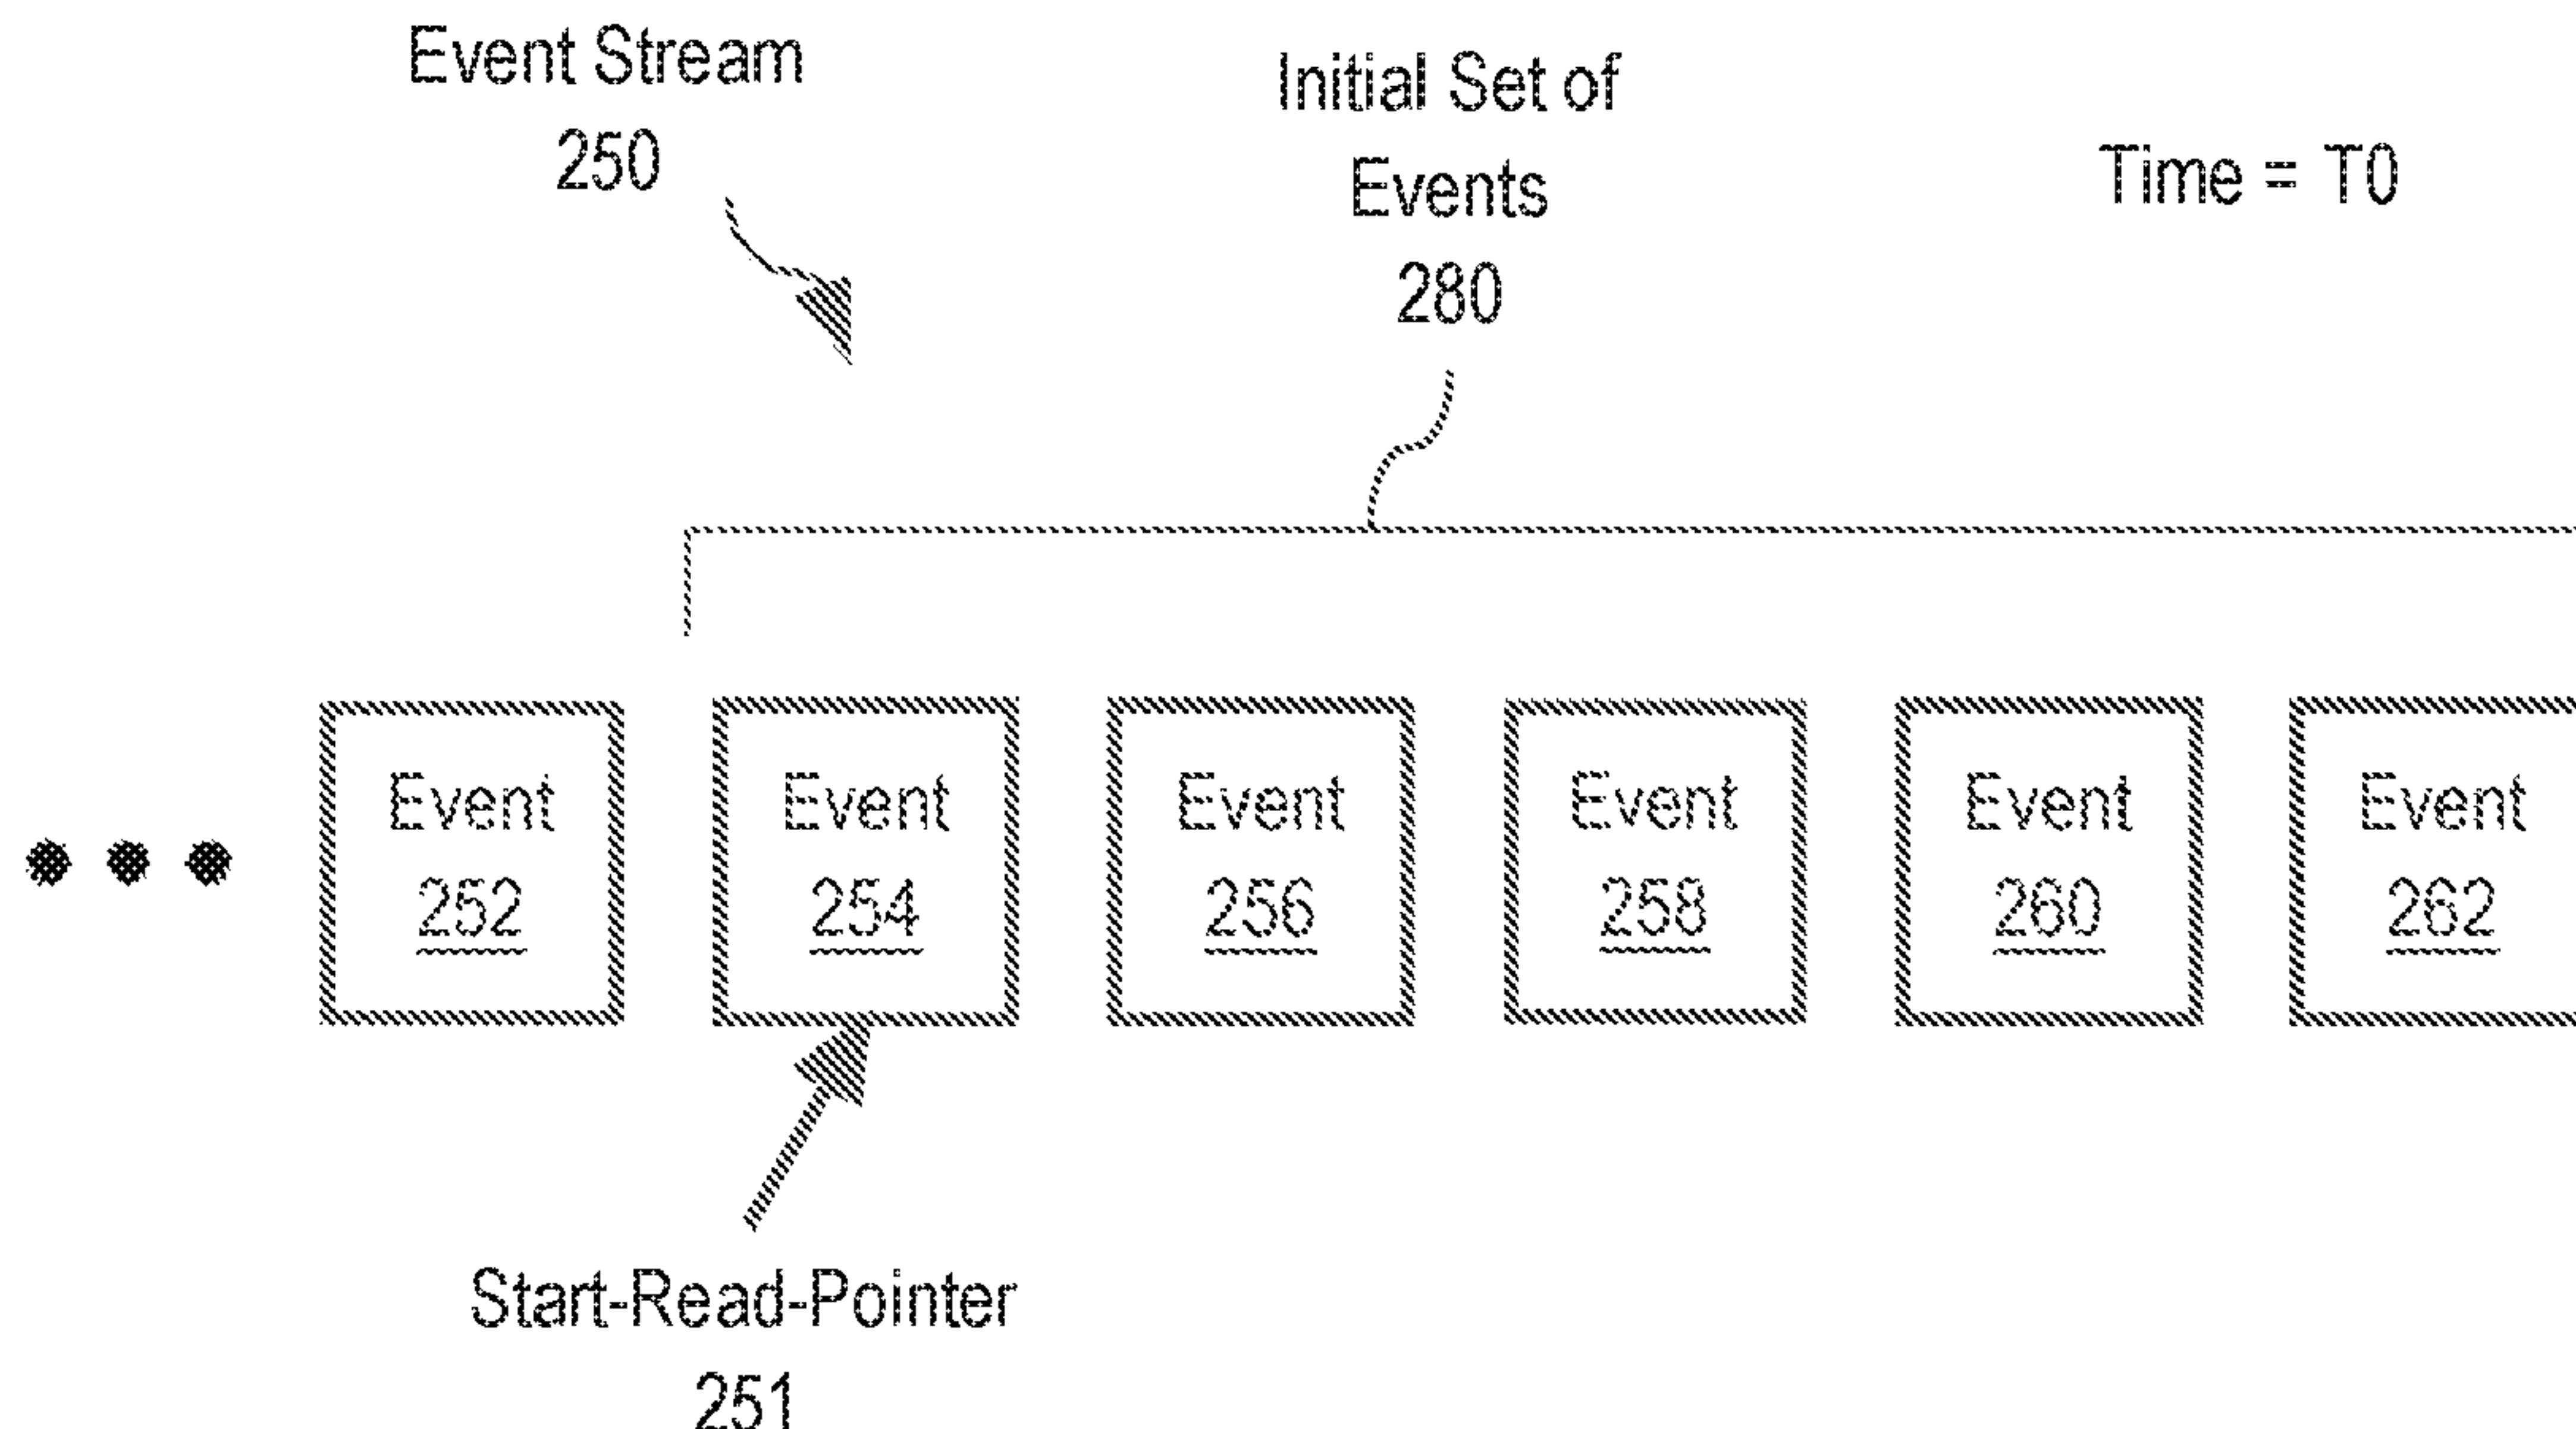 Event Stream
250
Initial Set of
Events
280
Time = T0
Event
252
Event
254
Event
256
Event
258
Event
260
Event
262
Start-Read-Pointer
251